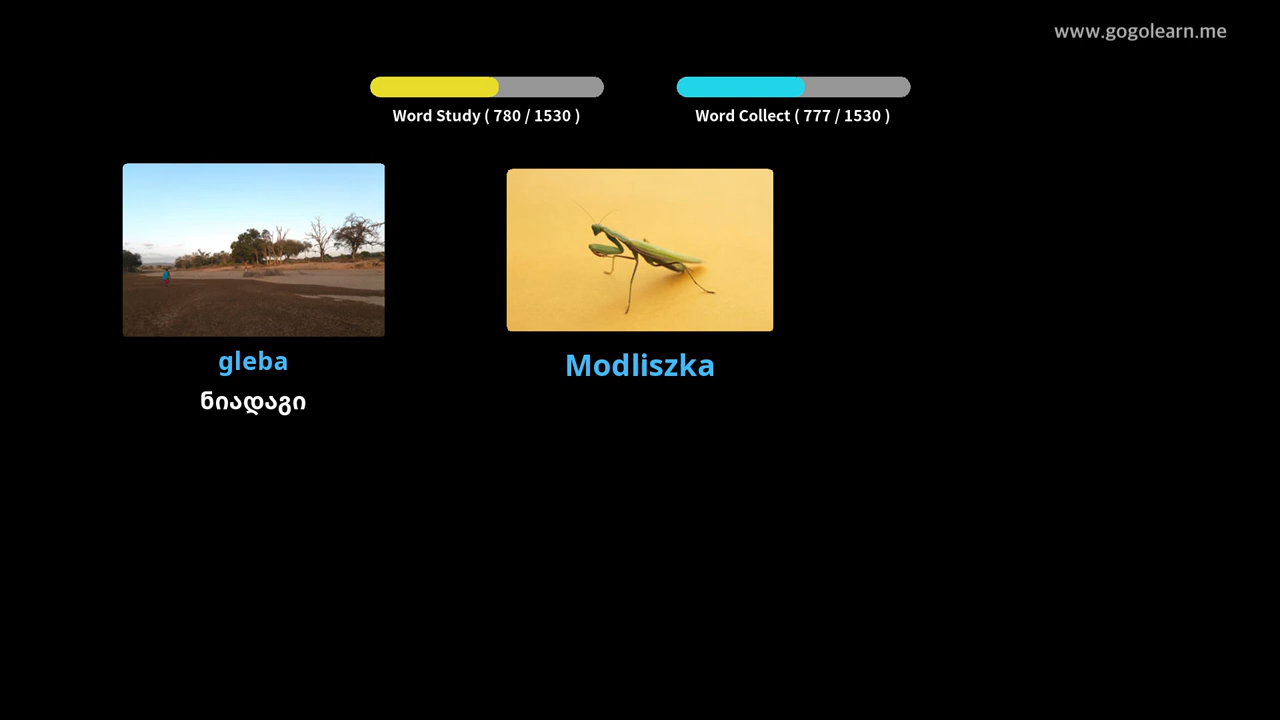 www.gogolearn.me
Word Study ( 780 / 1530 )
Word Collect ( 777 / 1530 )
gleba
ნიადაგი
Modliszka